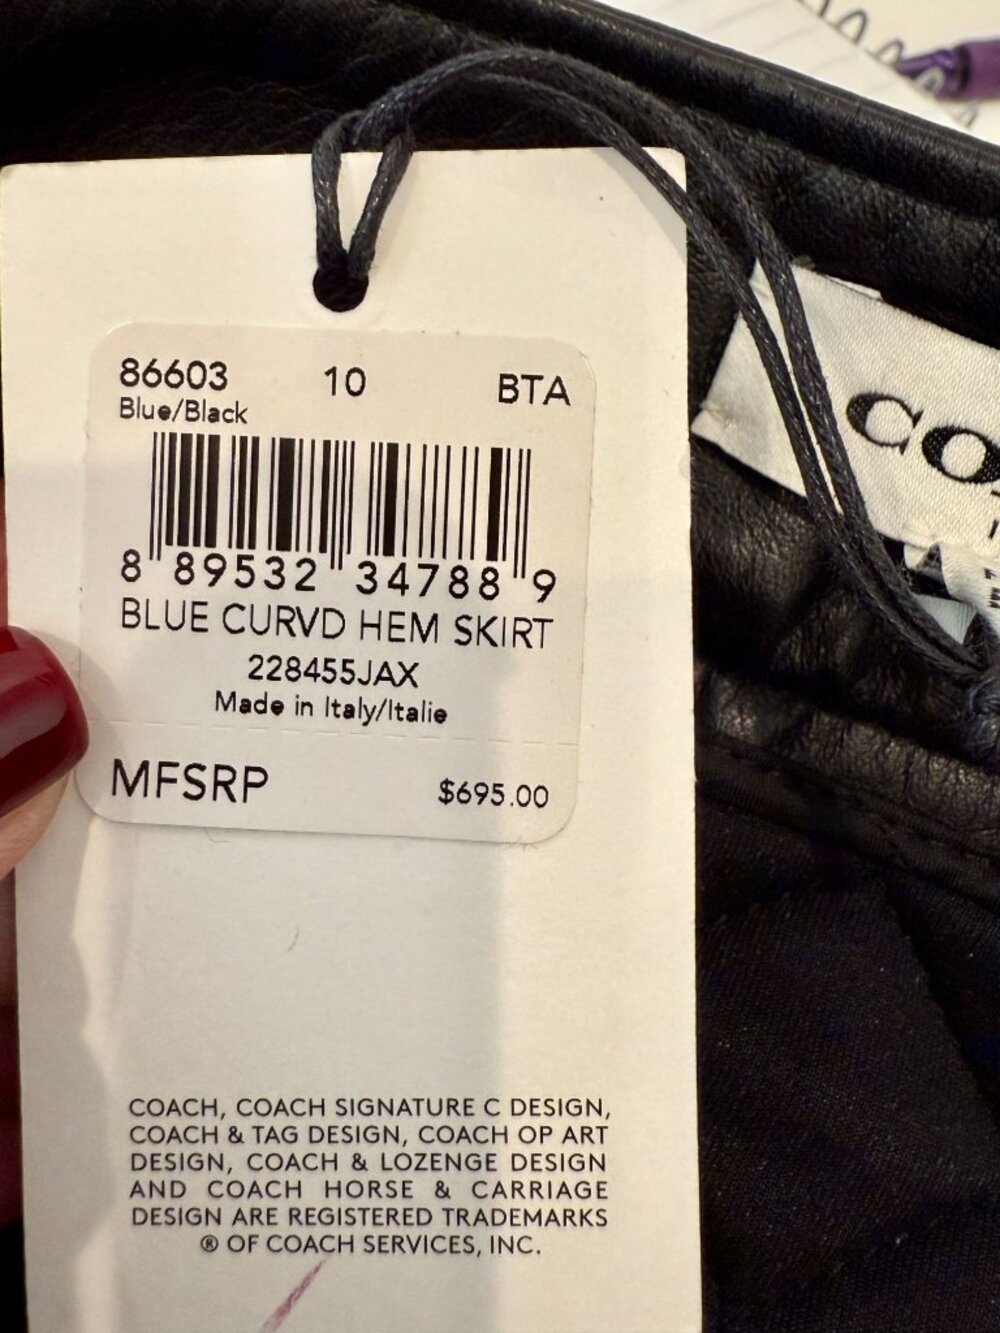 86603 10 BTA
Blue/Black
8 89532 34788 9
BLUE CURVD HEM SKIRT
228455JAX
Made in Italy/Italie
MFSRP $695.00
COACH, COACH SIGNATURE C DESIGN,
COACH & TAG DESIGN, COACH OP ART
DESIGN, COACH & LOZENGE DESIGN
AND COACH HORSE & CARRIAGE
DESIGN ARE REGISTERED TRADEMARKS
® OF COACH SERVICES, INC.